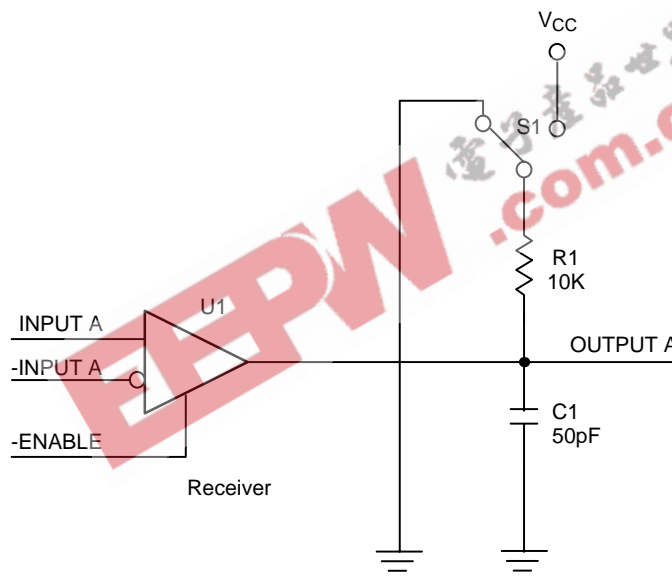 VCC
S1
R1
10K
U1
INPUT A
-INPUT A
-ENABLE
OUTPUT A
C1
50pF
Receiver
EEPW
.com.c